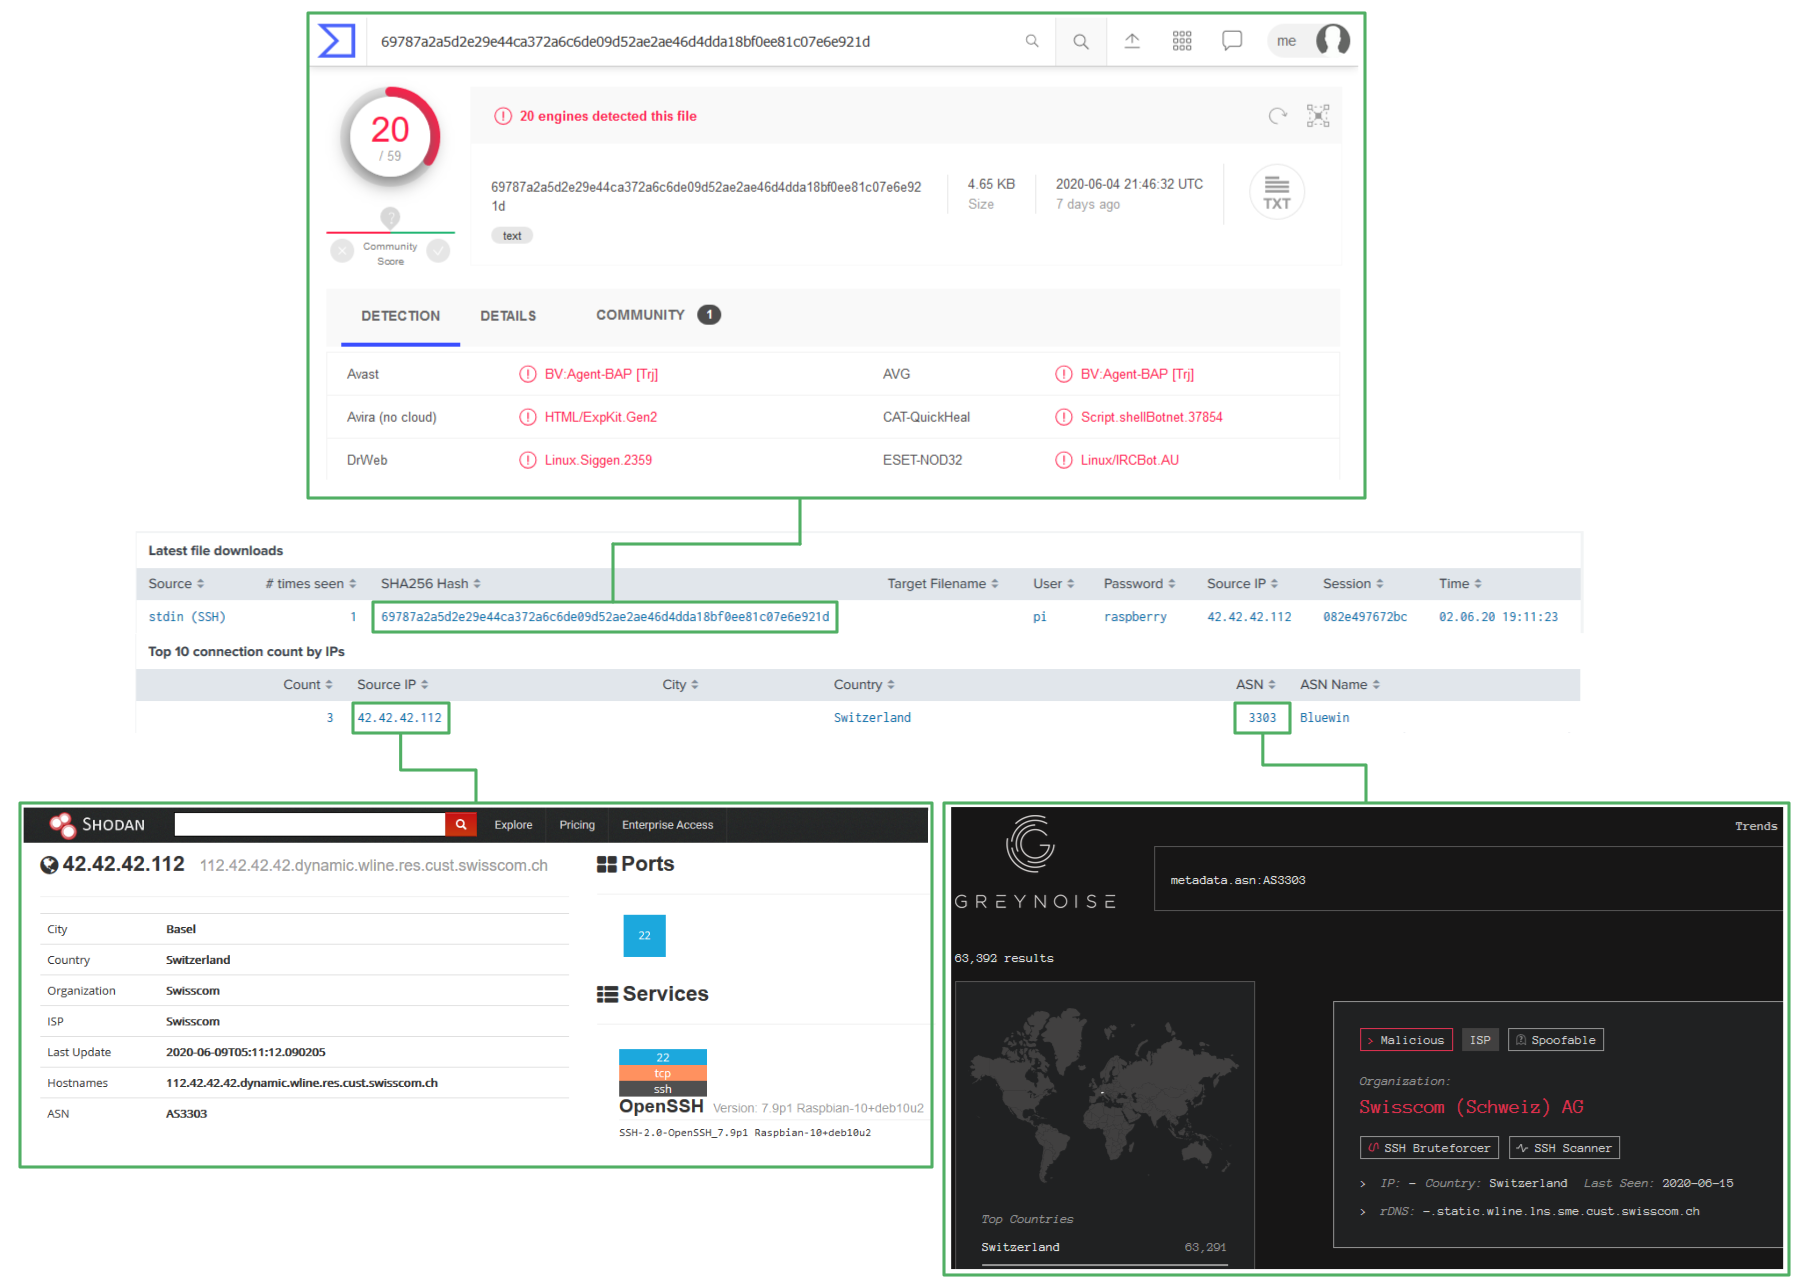 69787a2a5d2e29e44ca372a6c6de09d52ae2ae46d4dda18bf0ee81c07e6e921d
me
20
/ 59
20 engines detected this file
69787a2a5d2e29e44ca372a6c6de09d52ae2ae46d4dda18bf0ee81c07e6e92
1d
text
4.65 KB
Size
2020-06-04 21:46:32 UTC
7 days ago
TXT
?
Community
Score
DETECTION DETAILS COMMUNITY 1
Avast BV:Agent-BAP [Trj] AVG BV:Agent-BAP [Trj]
Avira (no cloud) HTML/ExpKit.Gen2 CAT-QuickHeal Script.shellBotnet.37854
DrWeb Linux.Siggen.2359 ESET-NOD32 Linux/IRCBot.AU
Latest file downloads
Source # times seen SHA256 Hash Target Filename User Password Source IP Session Time
stdin (SSH) 1 69787a2a5d2e29e44ca372a6c6de09d52ae2ae46d4dda18bf0ee81c07e6e921d pi raspberry 42.42.42.112 082e497672bc 02.06.20 19:11:23
Top 10 connection count by IPs
Count Source IP City Country ASN ASN Name
3 42.42.42.112 Switzerland 3303 Bluewin
SHODAN Explore Pricing Enterprise Access
42.42.42.112 112.42.42.42.dynamic.wline.res.cust.swisscom.ch
City Basel
Country Switzerland
Organization Swisscom
ISP Swisscom
Last Update 2020-06-09T05:11:12.090205
Hostnames 112.42.42.42.dynamic.wline.res.cust.swisscom.ch
ASN AS3303
Ports
22
Services
22
tcp
ssh
OpenSSH Version: 7.9p1 Raspbian-10+deb10u2
SSH-2.0-OpenSSH_7.9p1 Raspbian-10+deb10u2
GREYNOISE
Trends
metadata.asn:AS3303
63,392 results
Top Countries
Switzerland 63,291
> Malicious ISP Spoofable
Organization:
Swisscom (Schweiz) AG
SSH Bruteforcer SSH Scanner
> IP: - Country: Switzerland Last Seen: 2020-06-15
> rDNS: -.static.wline.lns.sme.cust.swisscom.ch